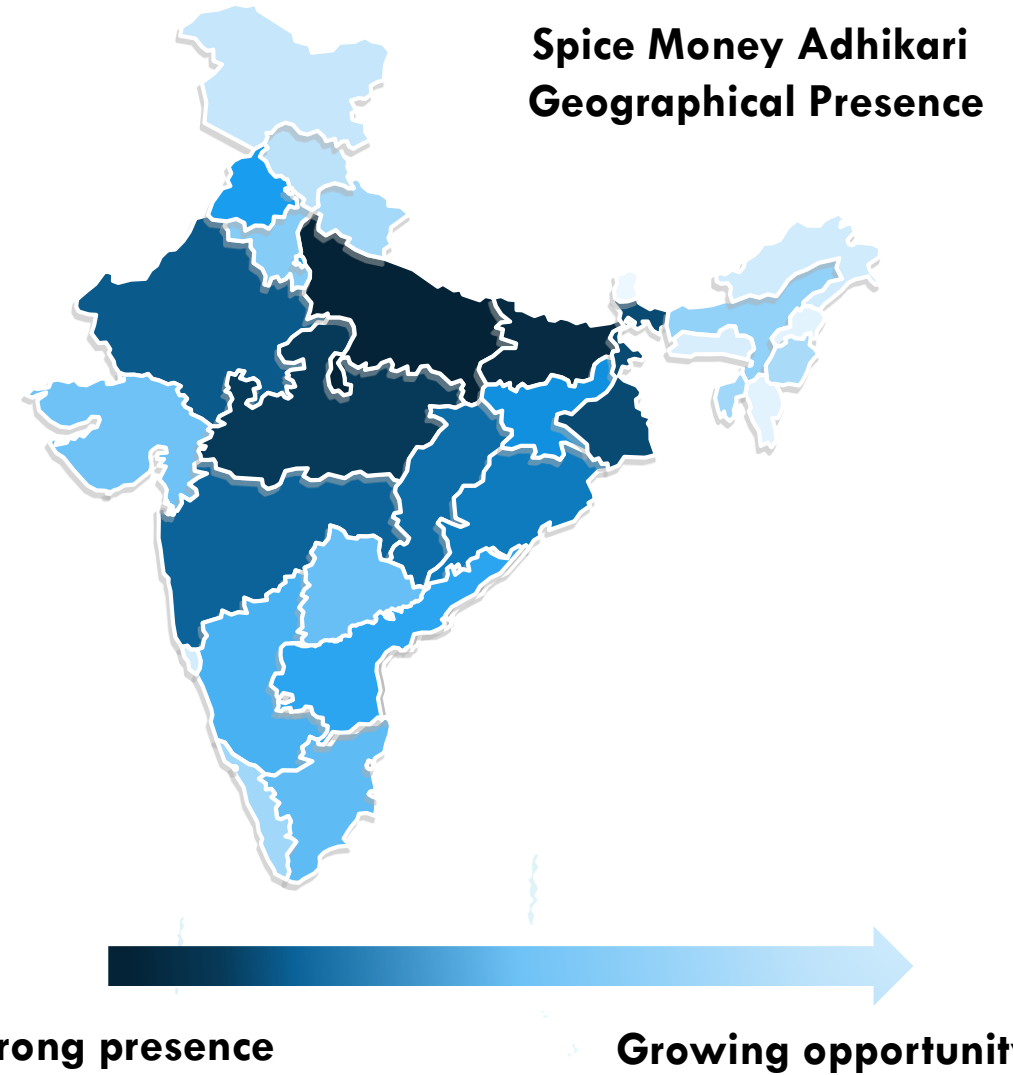 Spice Money Adhikari
Geographical Presence
rong presence
Growing opportunit